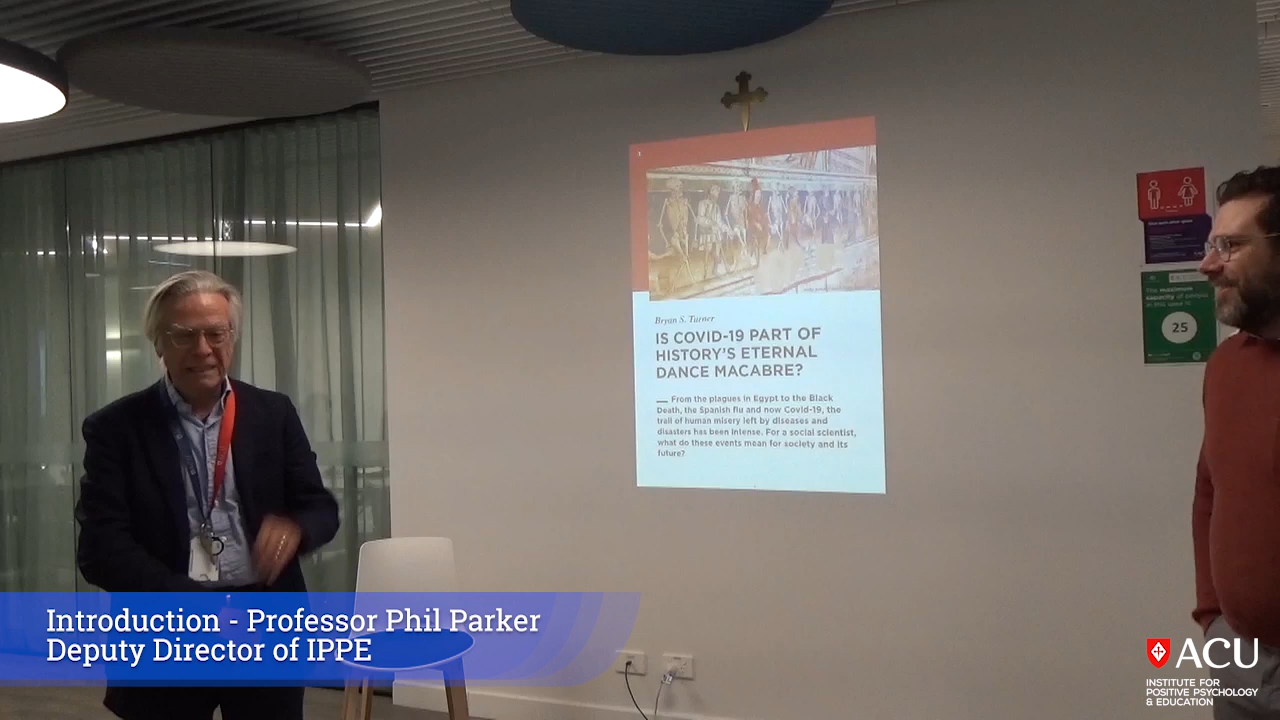 Bryan S. Turner
IS COVID-19 PART OF
HISTORY'S ETERNAL
DANCE MACABRE?
From the plagues in Egypt to the Black
Death, the Spanish flu and now Covid-19, the
trail of human misery left by diseases and
disasters has been intense. For a social scientist,
what do these events mean for society and its
future?
The maximum
capacity of people
in this area is
25
Introduction - Professor Phil Parker
Deputy Director of IPPE
ACU
INSTITUTE FOR
POSITIVE PSYCHOLOGY
& EDUCATION